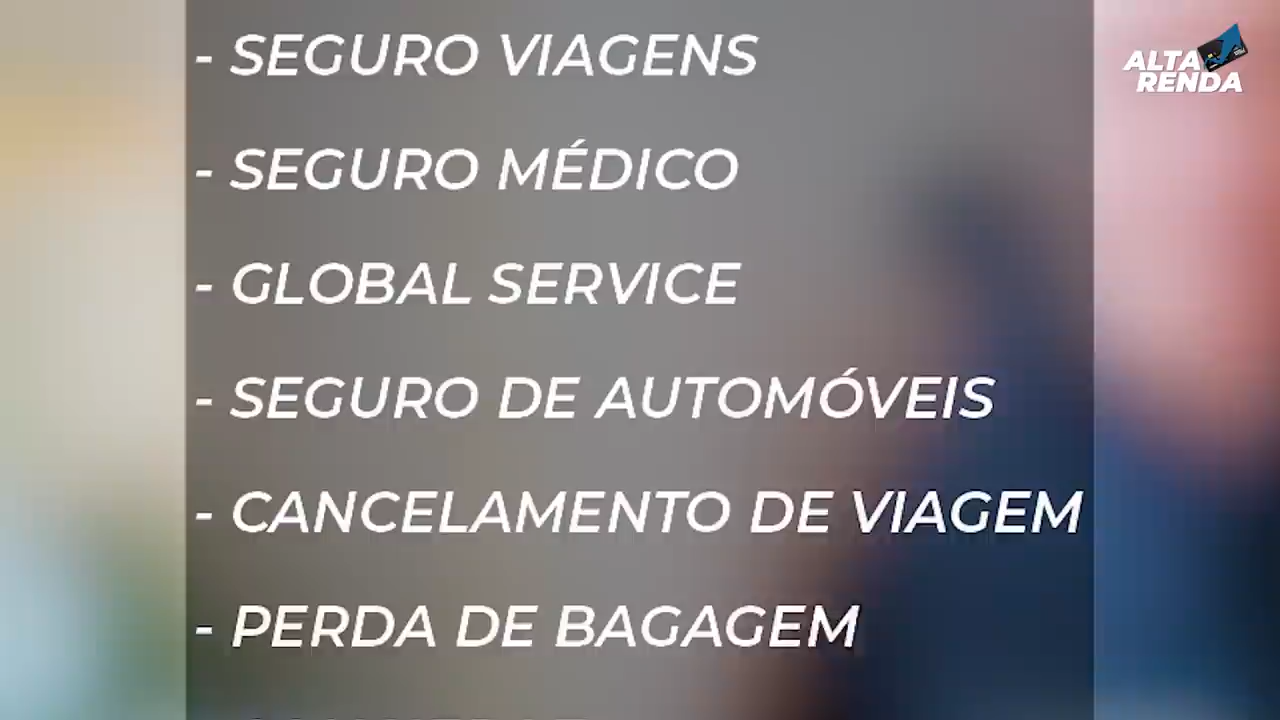 - SEGURO VIAGENS
ALTA
RENDA
- SEGURO MÉDICO
- GLOBAL SERVICE
- SEGURO DE AUTOMÓVEIS
- CANCELAMENTO DE VIAGEM
- PERDA DE BAGAGEM